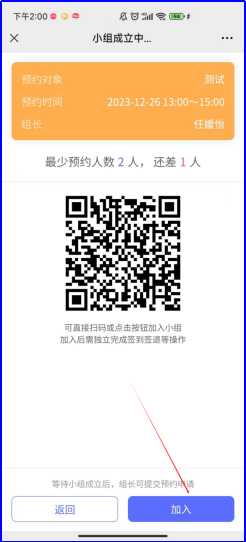 下午2:00
小组成立中...
预约对象 测试
预约时间 2023-12-26 13:00～15:00
组长 任媛怡
最少预约人数 2 人， 还差 1 人
可直接扫码或点击按钮加入小组
加入后需独立完成签到签退等操作
等待小组成立后，组长可提交预约申请
返回 加入